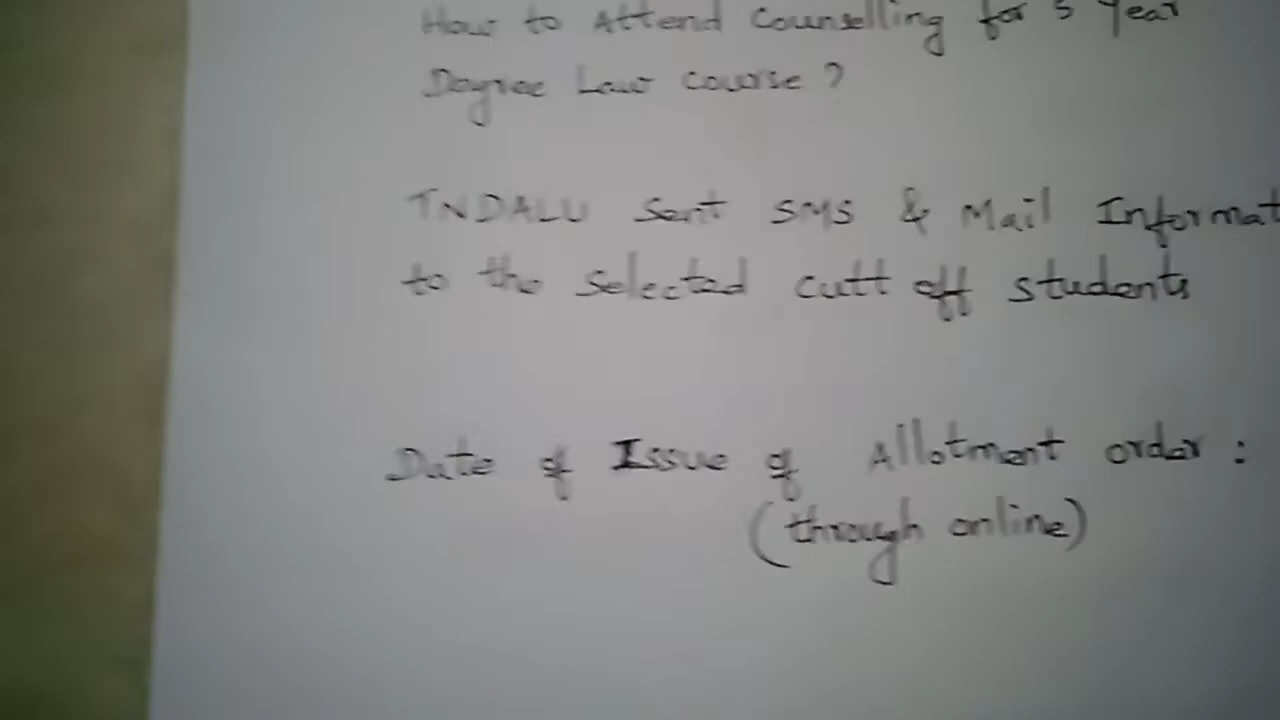 How to Attend Counselling for 5 Year
Degree Law course ?
TNDALU Sent SMS & Mail Informat
to the selected cutt off students
Date of Issue of Allotment order :
(through online)